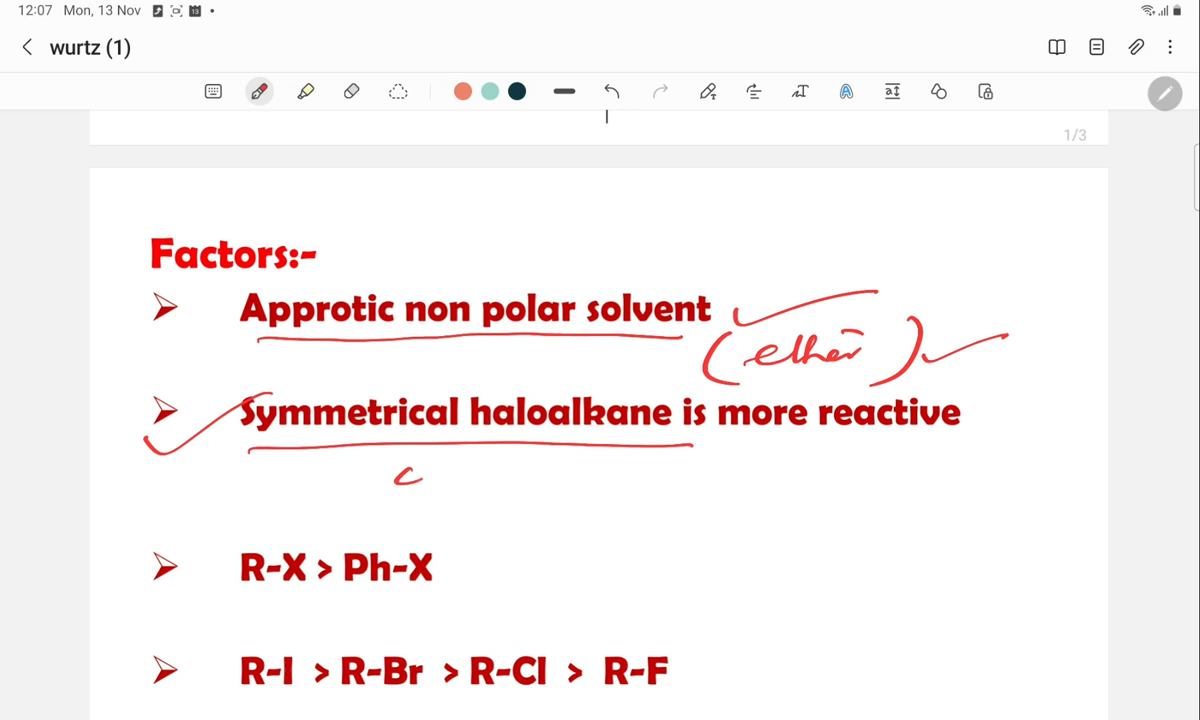 12:07 Mon, 13 Nov 13
wurtz (1)
1/3
Factors:-
➢ Approtic non polar solvent
(ether)
➢ Symmetrical haloalkane is more reactive
c
➢ R-X > Ph-X
➢ R-I > R-Br > R-Cl > R-F